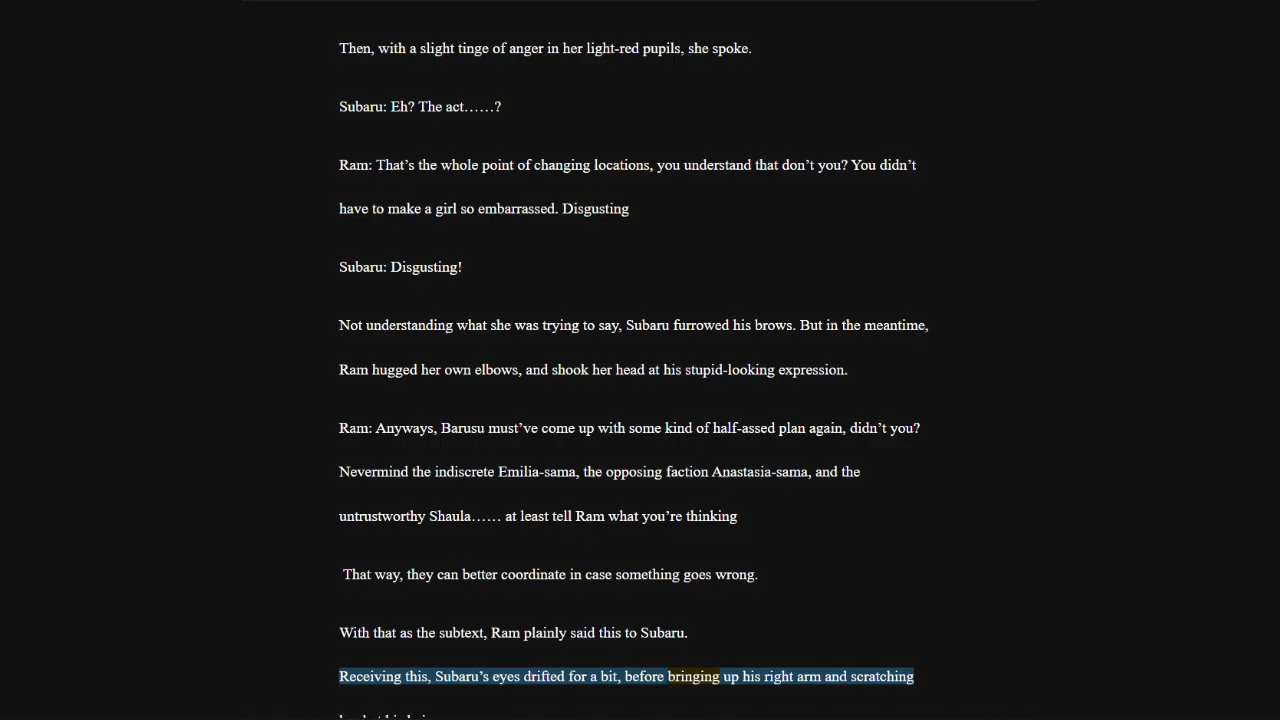 Then, with a slight tinge of anger in her light-red pupils, she spoke.
Subaru: Eh? The act……?
Ram: That’s the whole point of changing locations, you understand that don’t you? You didn’t
have to make a girl so embarrassed. Disgusting
Subaru: Disgusting!
Not understanding what she was trying to say, Subaru furrowed his brows. But in the meantime,
Ram hugged her own elbows, and shook her head at his stupid-looking expression.
Ram: Anyways, Barusu must’ve come up with some kind of half-assed plan again, didn’t you?
Nevermind the indiscrete Emilia-sama, the opposing faction Anastasia-sama, and the
untrustworthy Shaula…… at least tell Ram what you’re thinking
That way, they can better coordinate in case something goes wrong.
With that as the subtext, Ram plainly said this to Subaru.
Receiving this, Subaru’s eyes drifted for a bit, before bringing up his right arm and scratching